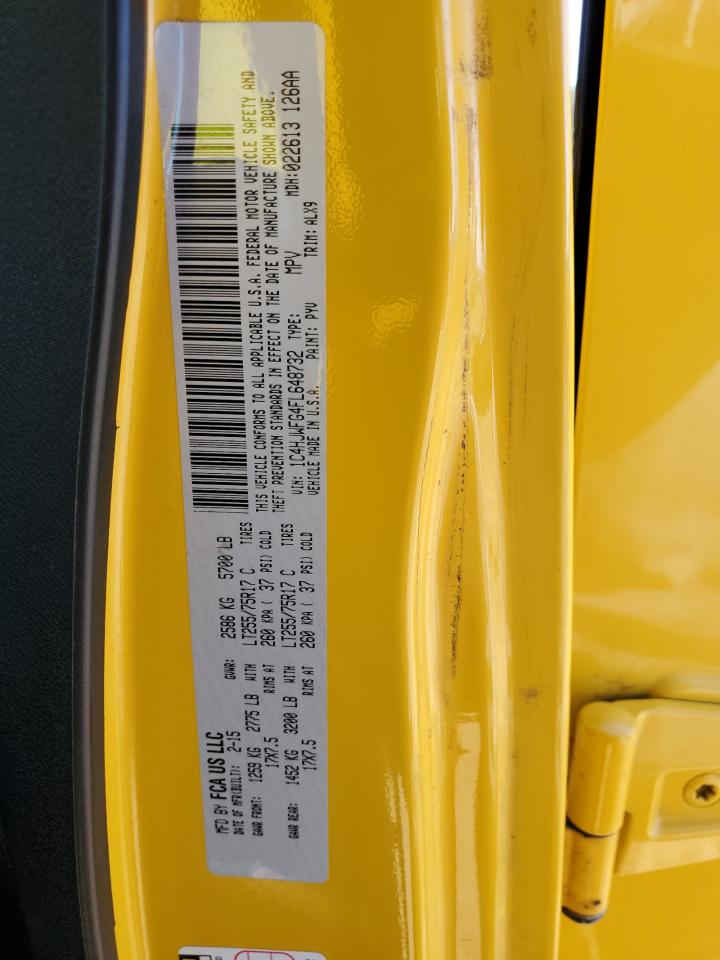 MFD BY FCA US LLC
DATE OF MFR(BUILT): 2-15 GVWR: 2586 KG 5700 LB
GAWR FRONT: 1259 KG 2775 LB WITH LT255/75R17 C TIRES
17X7.5 RIMS AT 260 KPA ( 37 PSI) COLD
GAWR REAR: 1452 KG 3200 LB WITH LT255/75R17 C TIRES
17X7.5 RIMS AT 260 KPA ( 37 PSI) COLD
THIS VEHICLE CONFORMS TO ALL APPLICABLE U.S.A. FEDERAL MOTOR VEHICLE SAFETY AND
THEFT PREVENTION STANDARDS IN EFFECT ON THE DATE OF MANUFACTURE SHOWN ABOVE.
VIN: 1C4HJWFG4FL648732 TYPE: MPV MDH:022613 126AA
VEHICLE MADE IN U.S.A. PAINT: PYV TRIM: ALX9